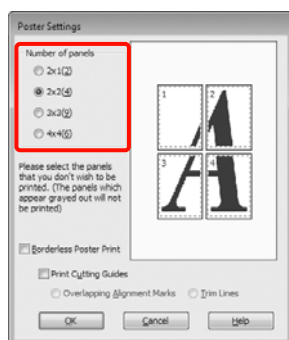 Poster Settings
Number of panels
2x1(2)
2x2(4)
3x3(9)
4x4(6)
1 2
3 4
Please select the panels
that you don't wish to be
printed. (The panels which
appear grayed out will not
be printed)
Borderless Poster Print
Print Cutting Guides
Overlapping Alignment Marks Trim Lines
OK Cancel Help